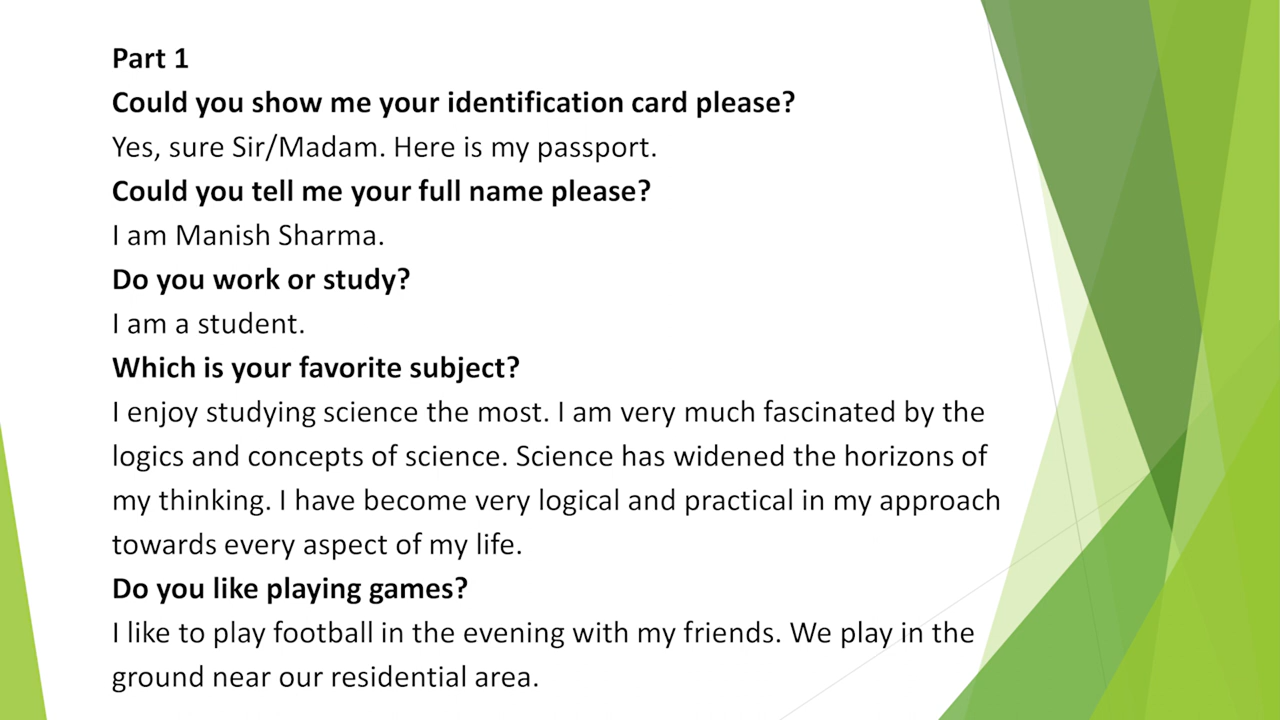 Part 1
Could you show me your identification card please?
Yes, sure Sir/Madam. Here is my passport.
Could you tell me your full name please?
I am Manish Sharma.
Do you work or study?
I am a student.
Which is your favorite subject?
I enjoy studying science the most. I am very much fascinated by the
logics and concepts of science. Science has widened the horizons of
my thinking. I have become very logical and practical in my approach
towards every aspect of my life.
Do you like playing games?
I like to play football in the evening with my friends. We play in the
ground near our residential area.